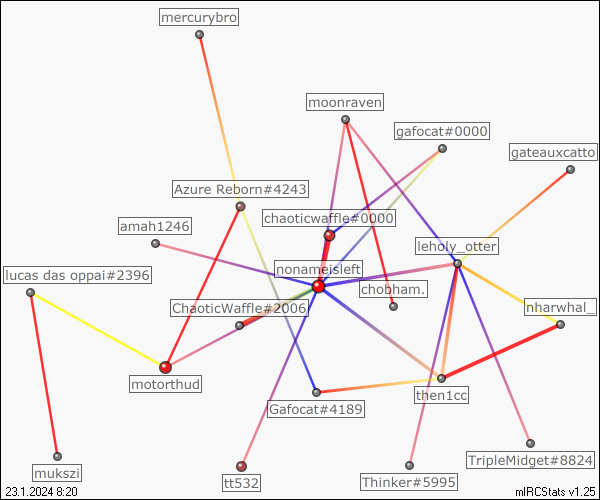 mercurybro
moonraven
gafocat#0000
gateauxcatto
Azure Reborn#4243
chaoticwaffle#0000
amah1246
leholy_otter
lucas das oppai#2396
nonameisleft
chobham.
ChaoticWaffle#2006
nharwhal_
motorthud
then1cc
Gafocat#4189
TripleMidget#8824
mukszi
tt532
Thinker#5995
23.1.2024 8:20
mIRCStats v1.25